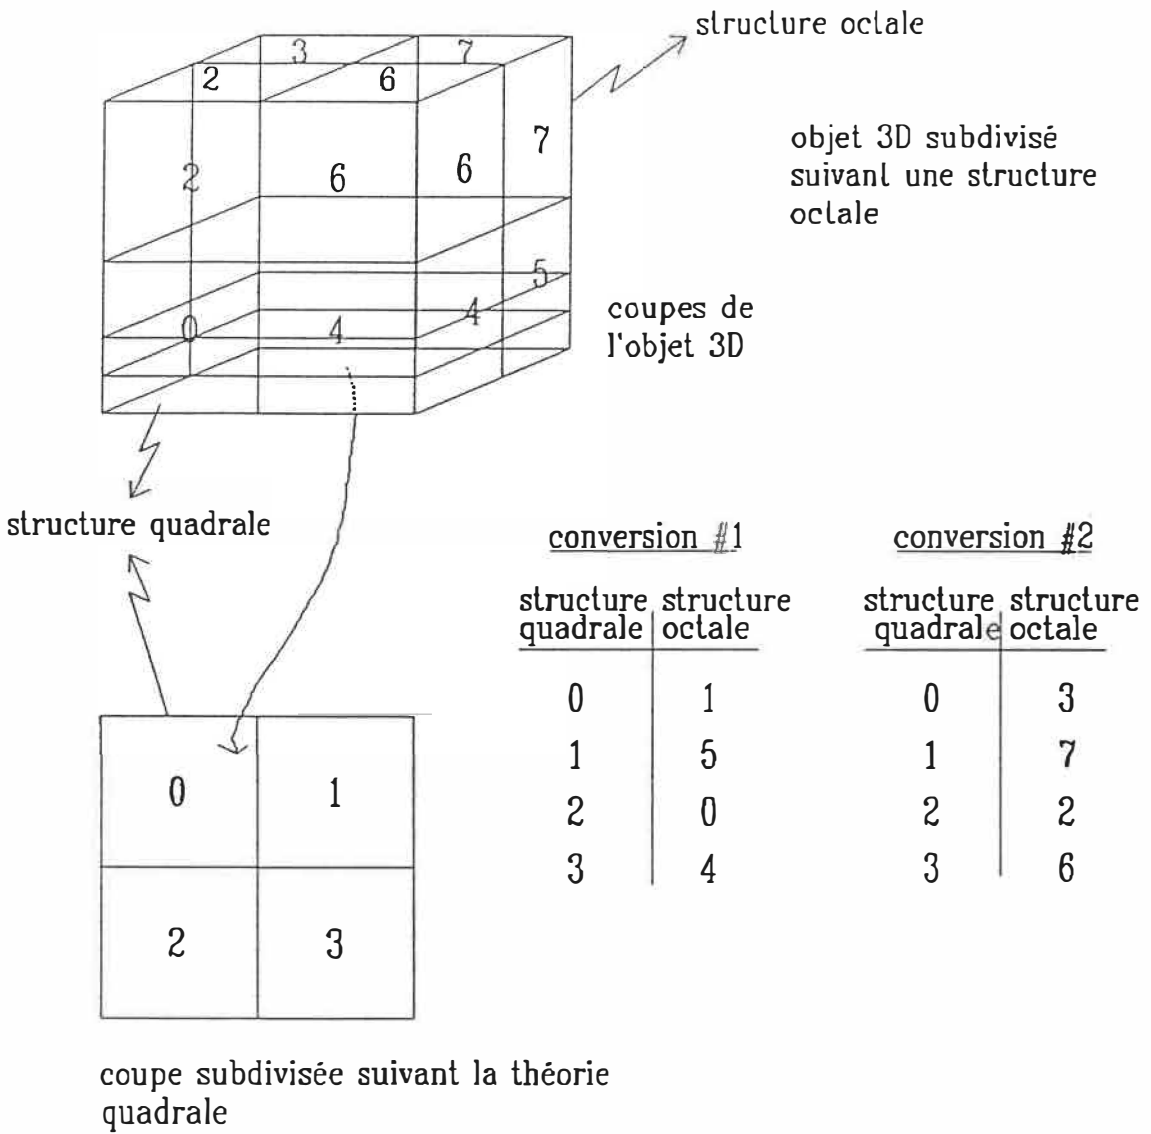 structure octale
3
7
2
6
7
objet 3D subdivisé
suivant une structure
octale
2
6
6
5
coupes de
l'objet 3D
0
4
4
structure quadrale
conversion #1
structure structure
quadrale octale
0 1
1 5
2 0
3 4
conversion #2
structure structure
quadrale octale
0 3
1 7
2 2
3 6
0 1
2 3
coupe subdivisée suivant la théorie
quadrale